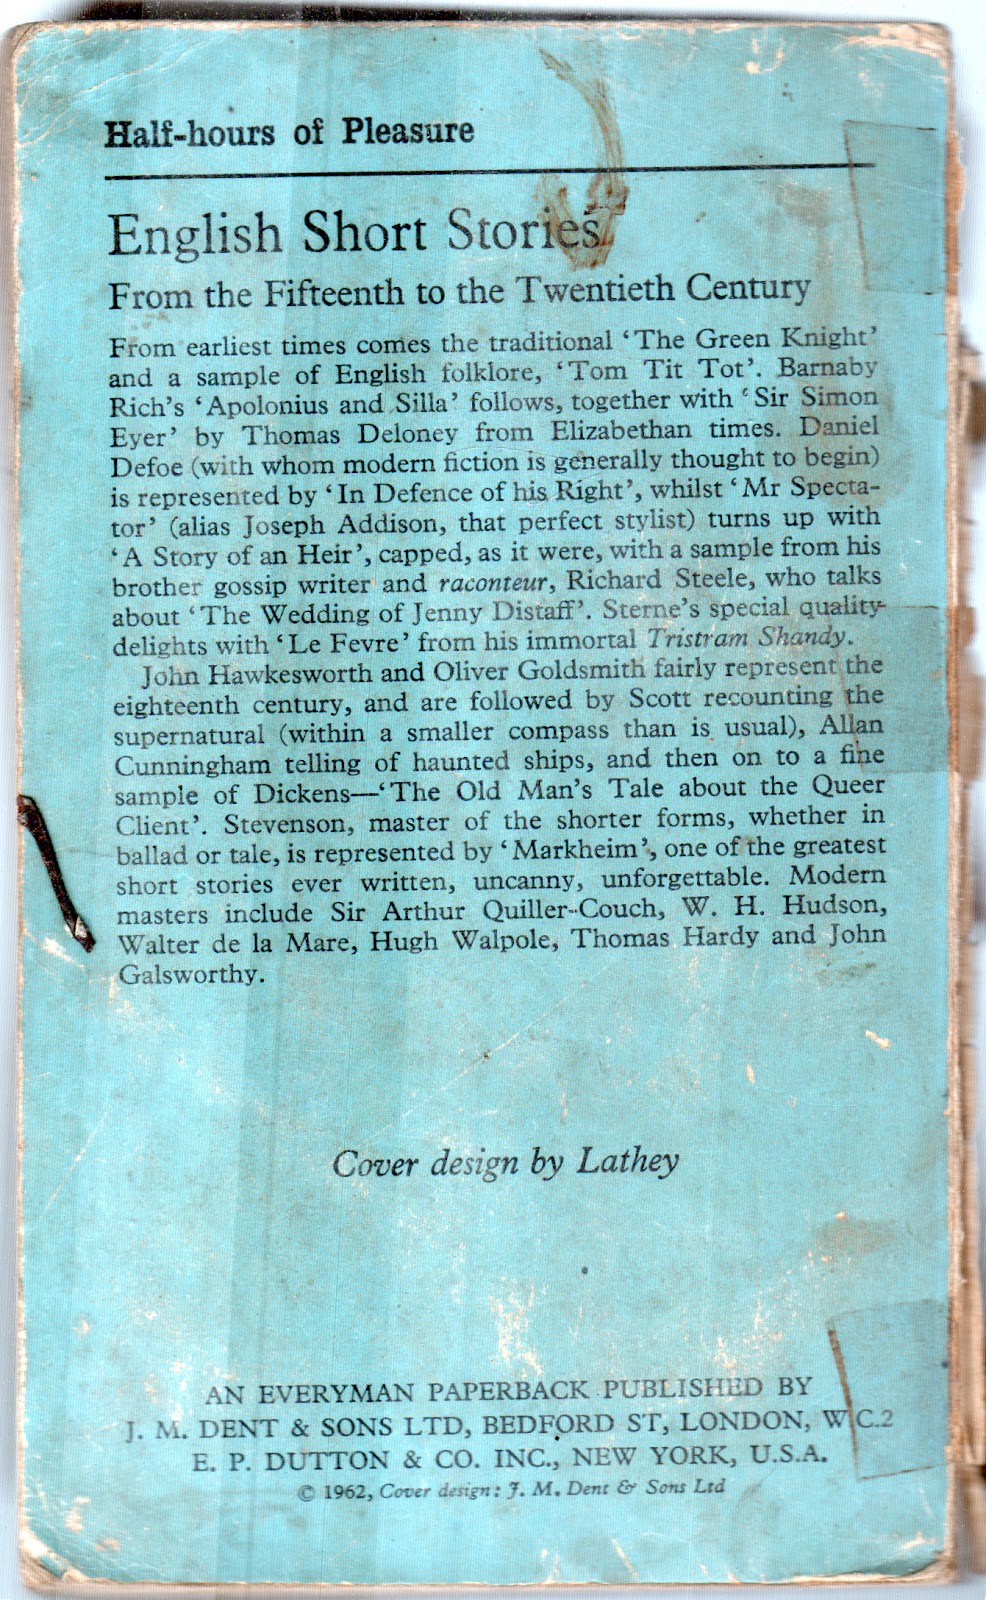 Half-hours of Pleasure
English Short Stories
From the Fifteenth to the Twentieth Century
From earliest times comes the traditional ‘The Green Knight’
and a sample of English folklore, ‘Tom Tit Tot’. Barnaby
Rich's ‘Apolonius and Silla’ follows, together with ‘Sir Simon
Eyer’ by Thomas Deloney from Elizabethan times. Daniel
Defoe (with whom modern fiction is generally thought to begin)
is represented by ‘In Defence of his Right’, whilst ‘Mr Specta-
tor’ (alias Joseph Addison, that perfect stylist) turns up with
‘A Story of an Heir’, capped, as it were, with a sample from his
brother gossip writer and raconteur, Richard Steele, who talks
about ‘The Wedding of Jenny Distaff’. Sterne's special quality
delights with ‘Le Fevre’ from his immortal Tristram Shandy.
John Hawkesworth and Oliver Goldsmith fairly represent the
eighteenth century, and are followed by Scott recounting the
supernatural (within a smaller compass than is usual), Allan
Cunningham telling of haunted ships, and then on to a fine
sample of Dickens—‘The Old Man's Tale about the Queer
Client’. Stevenson, master of the shorter forms, whether in
ballad or tale, is represented by ‘Markheim’, one of the greatest
short stories ever written, uncanny, unforgettable. Modern
masters include Sir Arthur Quiller-Couch, W. H. Hudson,
Walter de la Mare, Hugh Walpole, Thomas Hardy and John
Galsworthy.
Cover design by Lathey
AN EVERYMAN PAPERBACK PUBLISHED BY
J. M. DENT & SONS LTD, BEDFORD ST, LONDON, W.C.2
E. P. DUTTON & CO. INC., NEW YORK, U.S.A.
© 1962, Cover design: J. M. Dent & Sons Ltd